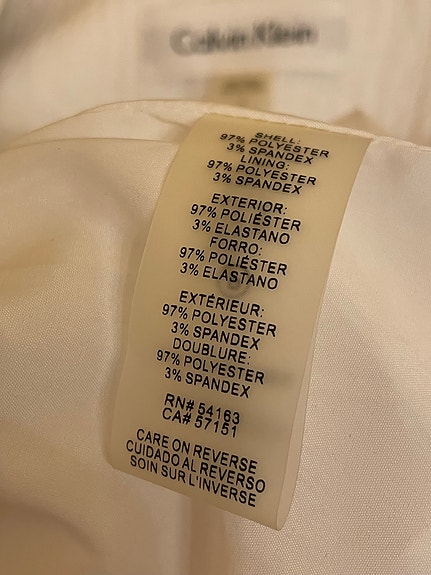 Calvin Klein
SHELL:
97% POLYESTER
3% SPANDEX
LINING:
97% POLYESTER
3% SPANDEX
EXTERIOR:
97% POLIÉSTER
3% ELASTANO
FORRO:
97% POLIÉSTER
3% ELASTANO
EXTÉRIEUR:
97% POLYESTER
3% SPANDEX
DOUBLURE:
97% POLYESTER
3% SPANDEX
RN# 54163
CA# 57151
CARE ON REVERSE
CUIDADO AL REVERSO
SOIN SUR L'INVERSE